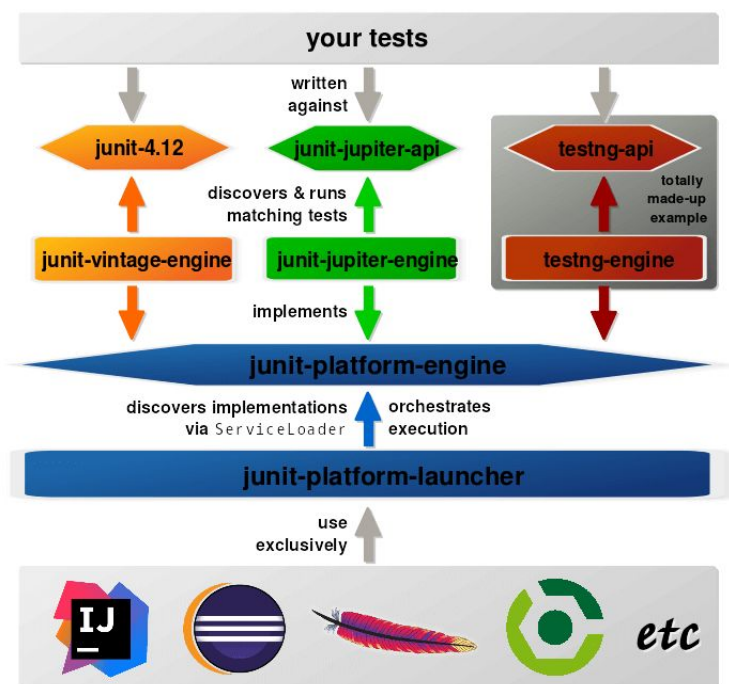 your tests
written
against
junit-4.12
junit-jupiter-api
testng-api
discovers & runs
matching tests
totally
made-up
example
junit-vintage-engine
junit-jupiter-engine
testng-engine
implements
junit-platform-engine
discovers implementations
via ServiceLoader
orchestrates
execution
junit-platform-launcher
use
exclusively
IJ
etc